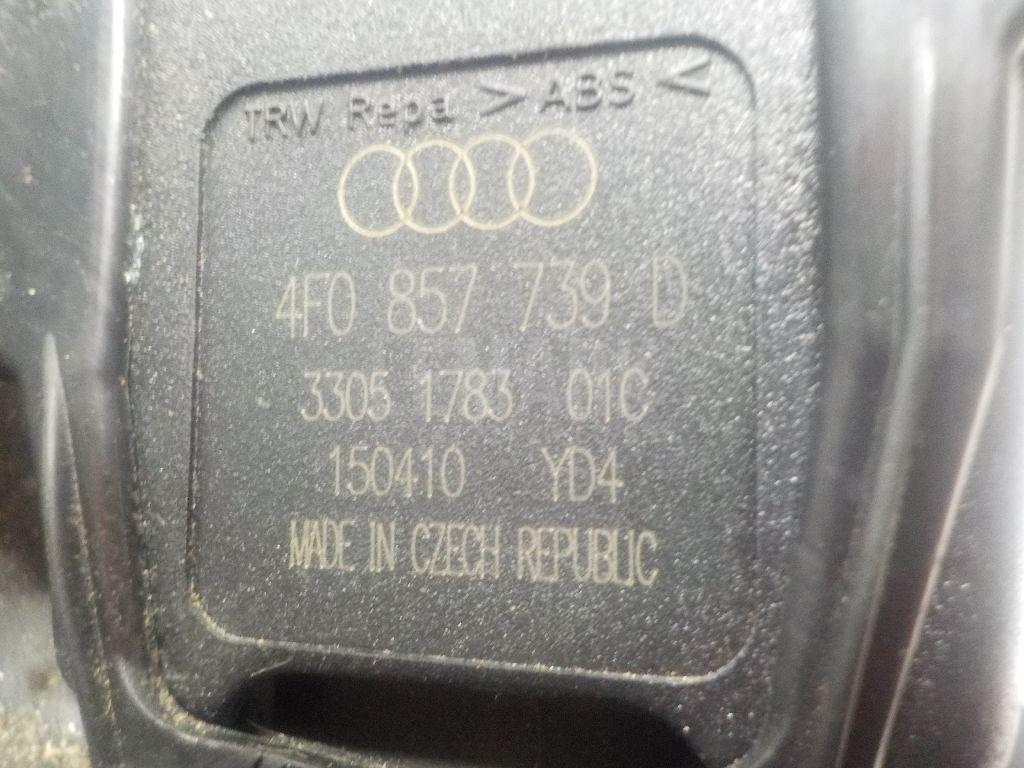 TRW Repa >ABS<
4F0 857 739 D
3305 1783 01C
150410 YD4
MADE IN CZECH REPUBLIC